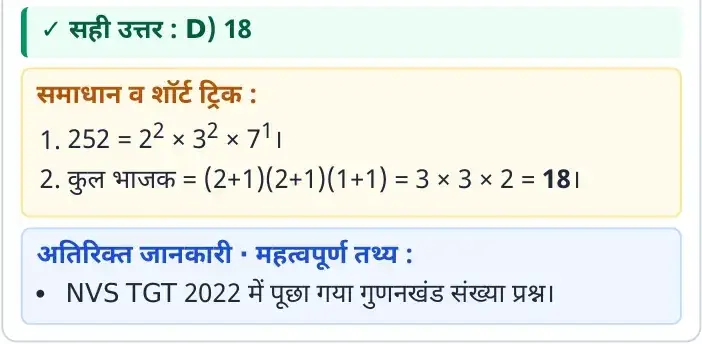 ✓ सही उत्तर : D) 18
समाधान व शॉर्ट ट्रिक :
1. 252 = 2² × 3² × 7¹।
2. कुल भाजक = (2+1)(2+1)(1+1) = 3 × 3 × 2 = 18।
अतिरिक्त जानकारी · महत्वपूर्ण तथ्य :
• NVS TGT 2022 में पूछा गया गुणनखंड संख्या प्रश्न।